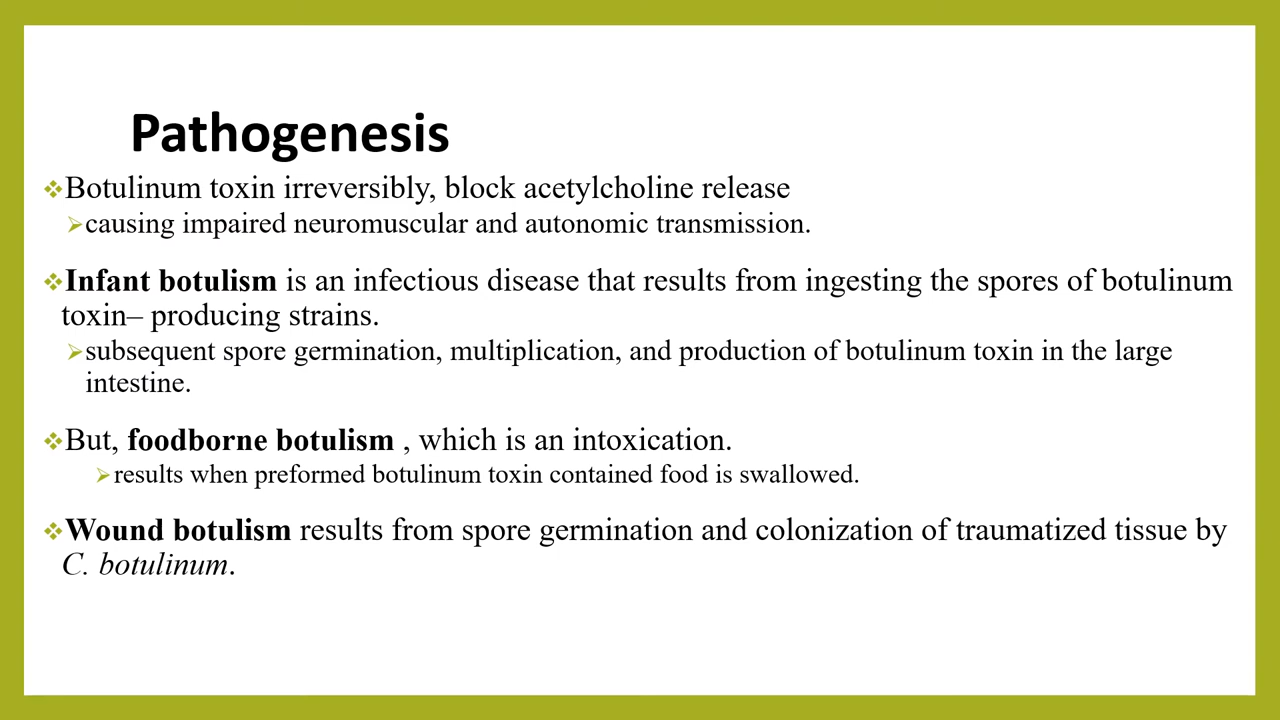 Pathogenesis
❖Botulinum toxin irreversibly, block acetylcholine release
➢causing impaired neuromuscular and autonomic transmission.
❖Infant botulism is an infectious disease that results from ingesting the spores of botulinum
toxin– producing strains.
➢subsequent spore germination, multiplication, and production of botulinum toxin in the large
intestine.
❖But, foodborne botulism , which is an intoxication.
➢results when preformed botulinum toxin contained food is swallowed.
❖Wound botulism results from spore germination and colonization of traumatized tissue by
C. botulinum.